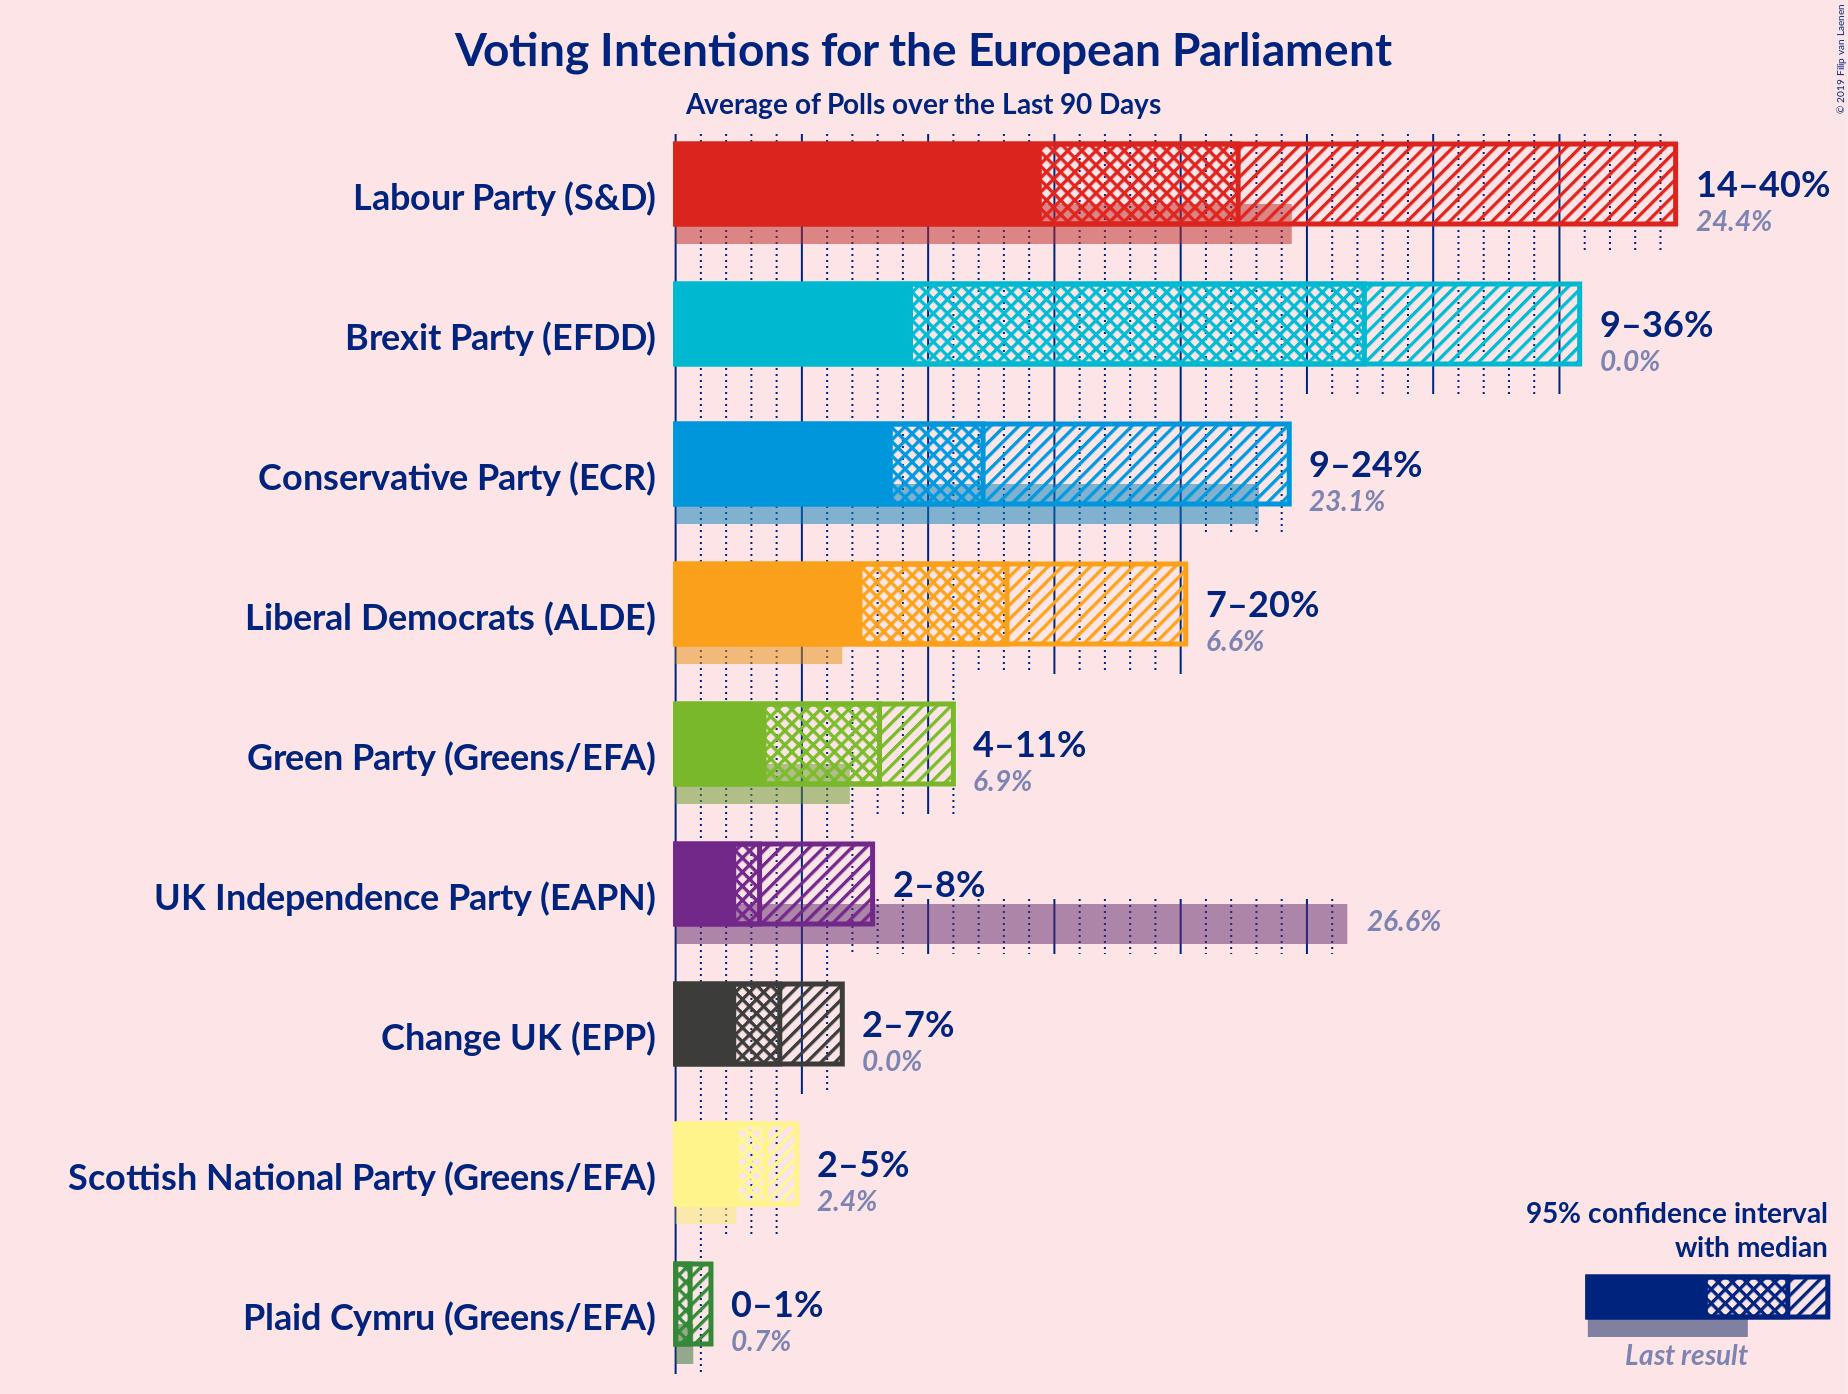 Voting Intentions for the European Parliament
Average of Polls over the Last 90 Days
© 2019 Filip van Laenen
Labour Party (S&D)
14–40%
24.4%
Brexit Party (EFDD)
9–36%
0.0%
Conservative Party (ECR)
9–24%
23.1%
Liberal Democrats (ALDE)
7–20%
6.6%
Green Party (Greens/EFA)
4–11%
6.9%
UK Independence Party (EAPN)
2–8%
26.6%
Change UK (EPP)
2–7%
0.0%
Scottish National Party (Greens/EFA)
2–5%
2.4%
Plaid Cymru (Greens/EFA)
0–1%
0.7%
95% confidence interval
with median
Last result